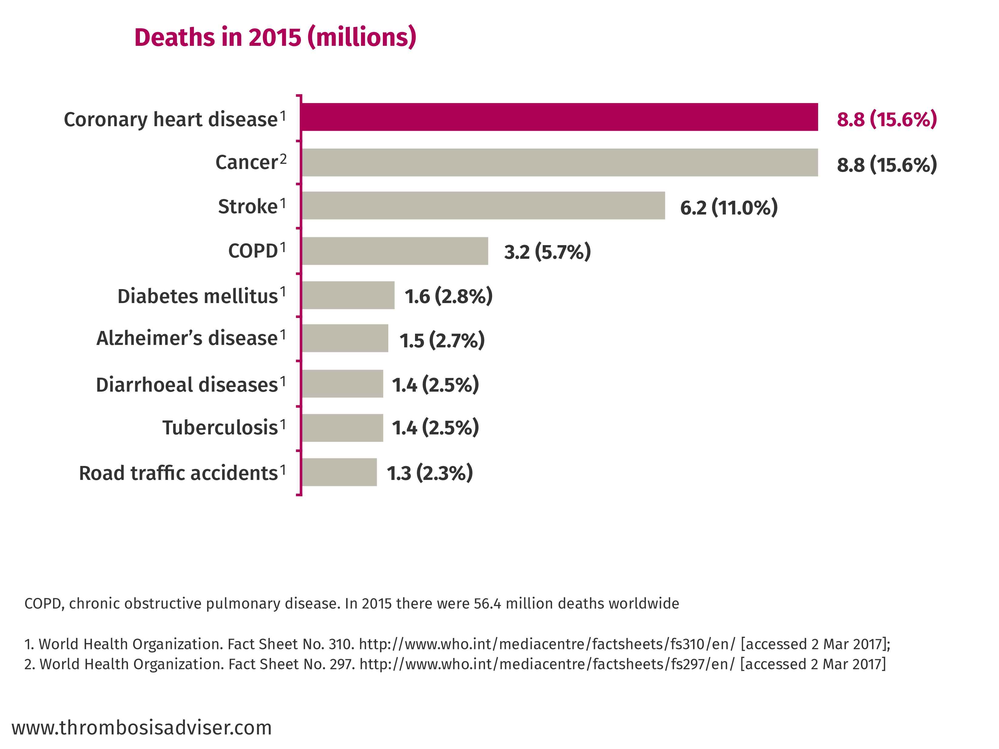 Deaths in 2015 (millions)
Coronary heart disease¹ 8.8 (15.6%)
Cancer² 8.8 (15.6%)
Stroke¹ 6.2 (11.0%)
COPD¹ 3.2 (5.7%)
Diabetes mellitus¹ 1.6 (2.8%)
Alzheimer’s disease¹ 1.5 (2.7%)
Diarrhoeal diseases¹ 1.4 (2.5%)
Tuberculosis¹ 1.4 (2.5%)
Road traffic accidents¹ 1.3 (2.3%)
COPD, chronic obstructive pulmonary disease. In 2015 there were 56.4 million deaths worldwide
1. World Health Organization. Fact Sheet No. 310. http://www.who.int/mediacentre/factsheets/fs310/en/ [accessed 2 Mar 2017];
2. World Health Organization. Fact Sheet No. 297. http://www.who.int/mediacentre/factsheets/fs297/en/ [accessed 2 Mar 2017]
www.thrombosisadviser.com